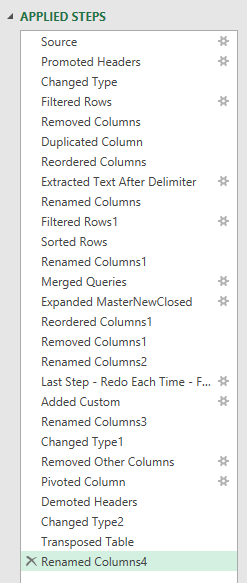 APPLIED STEPS
Source
Promoted Headers
Changed Type
Filtered Rows
Removed Columns
Duplicated Column
Reordered Columns
Extracted Text After Delimiter
Renamed Columns
Filtered Rows1
Sorted Rows
Renamed Columns1
Merged Queries
Expanded MasterNewClosed
Reordered Columns1
Removed Columns1
Renamed Columns2
Last Step - Redo Each Time - F...
Added Custom
Renamed Columns3
Changed Type1
Removed Other Columns
Pivoted Column
Demoted Headers
Changed Type2
Transposed Table
Renamed Columns4